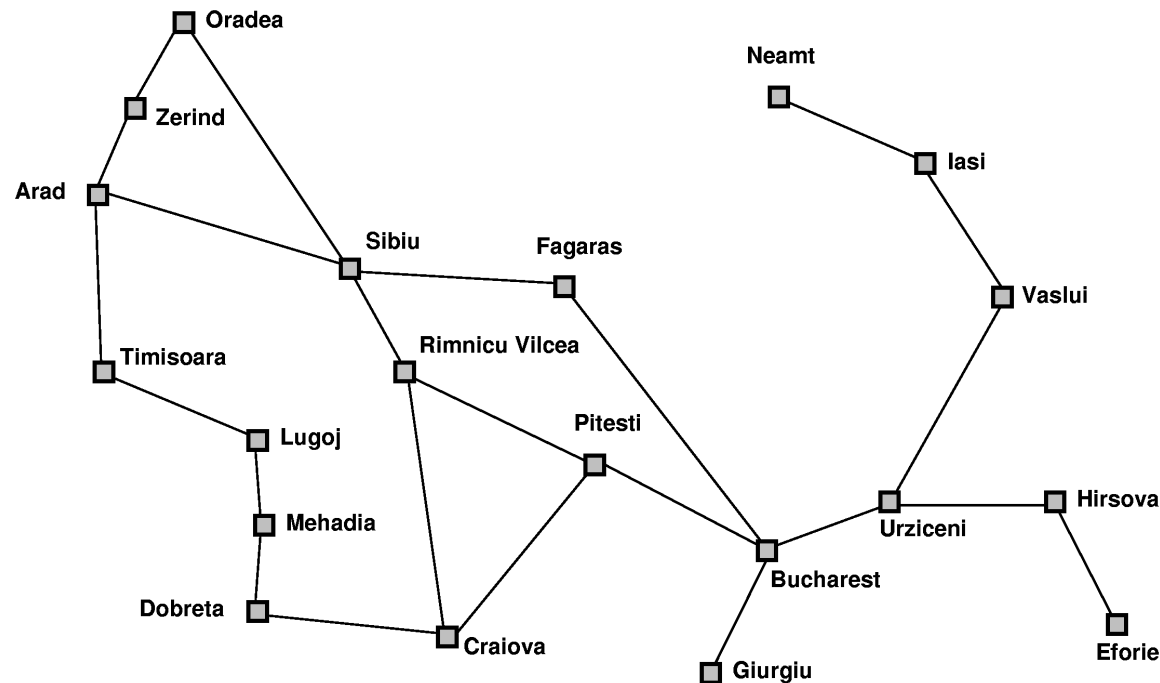 Oradea
Neamt
Zerind
Iasi
Arad
Sibiu
Fagaras
Vaslui
Timisoara
Rimnicu Vilcea
Pitesti
Lugoj
Hirsova
Mehadia
Urziceni
Bucharest
Dobreta
Craiova
Eforie
Giurgiu